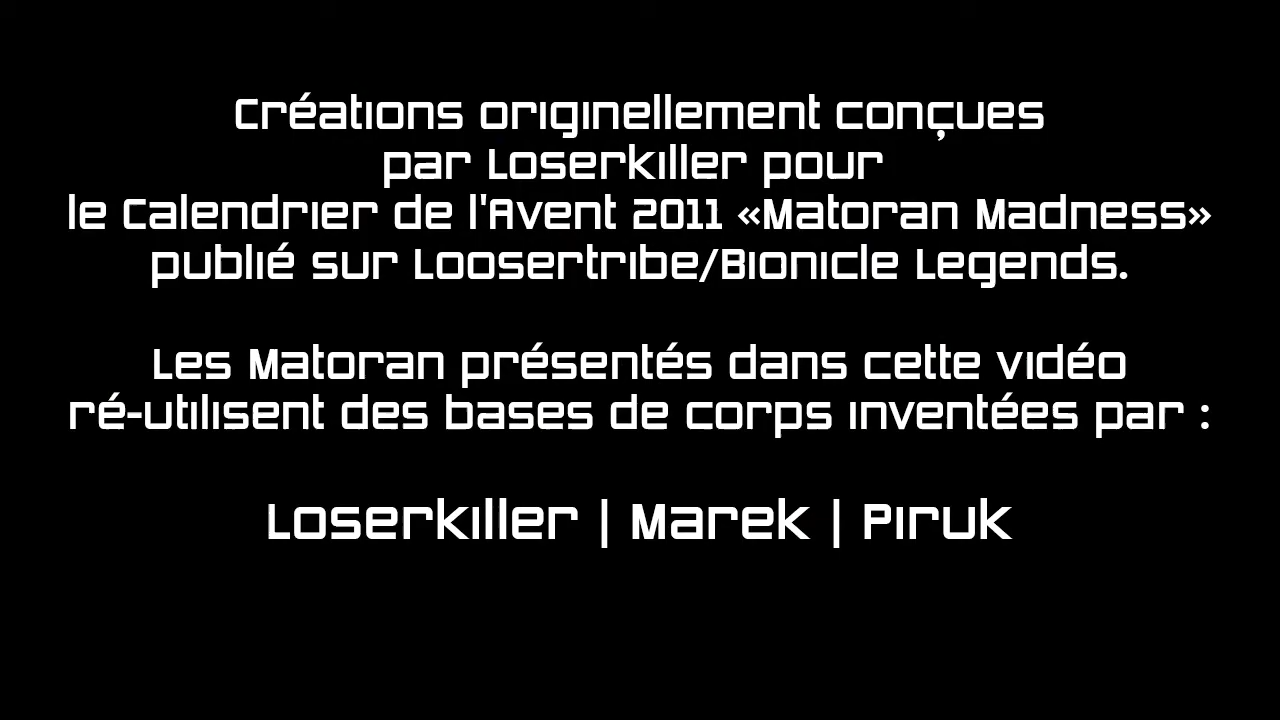 Créations originellement conçues
par Loserkiller pour
le Calendrier de l'Avent 2011 «Matoran Madness»
publié sur Loosertribe/Bionicle Legends.
Les Matoran présentés dans cette vidéo
ré-utilisent des bases de corps inventées par :
Loserkiller | Marek | Piruk